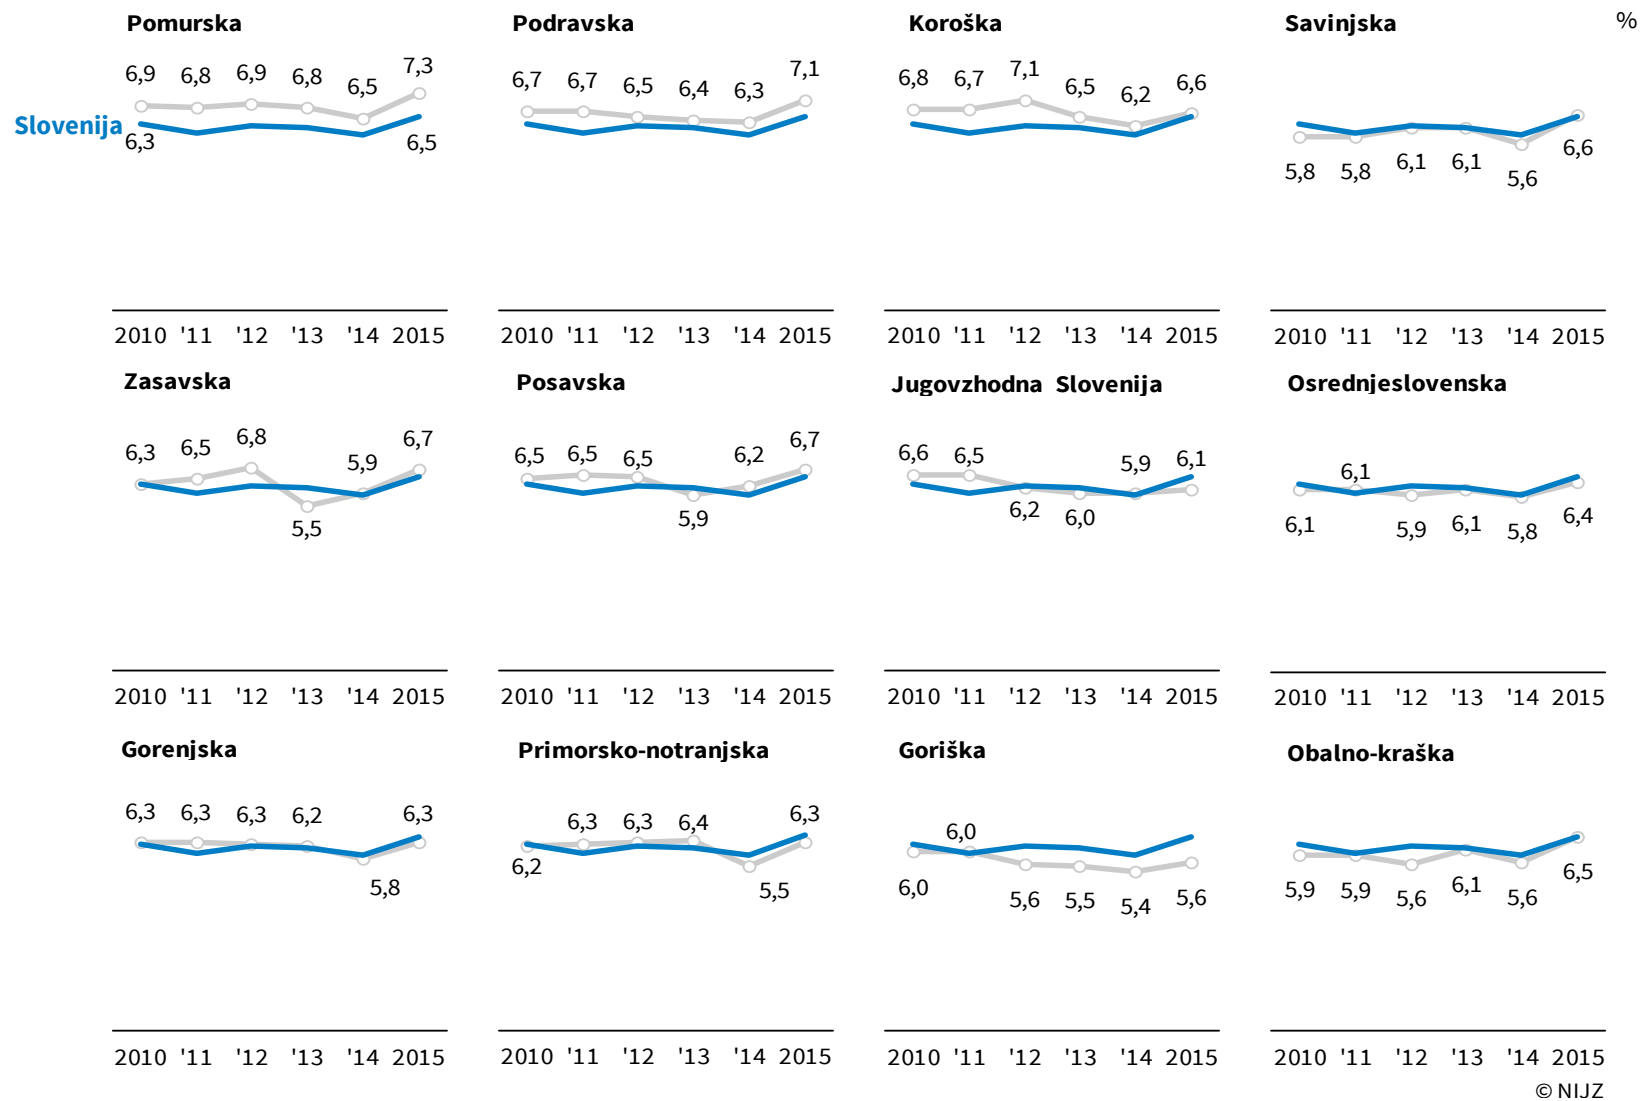 Pomurska Podravska Koroška Savinjska %
6,9 6,8 6,9 6,8 6,5 7,3
Slovenija
6,3 6,5
6,7 6,7 6,5 6,4 6,3 7,1
6,8 6,7 7,1 6,5 6,2 6,6
5,8 5,8 6,1 6,1 5,6 6,6
2010 '11 '12 '13 '14 2015 2010 '11 '12 '13 '14 2015 2010 '11 '12 '13 '14 2015 2010 '11 '12 '13 '14 2015
Zasavska Posavska Jugovzhodna Slovenija Osrednjeslovenska
6,3 6,5 6,8 5,5 5,9 6,7
6,5 6,5 6,5 5,9 6,2 6,7
6,6 6,5 6,2 6,0 5,9 6,1
6,1 6,1 5,9 6,1 5,8 6,4
2010 '11 '12 '13 '14 2015 2010 '11 '12 '13 '14 2015 2010 '11 '12 '13 '14 2015 2010 '11 '12 '13 '14 2015
Gorenjska Primorsko-notranjska Goriška Obalno-kraška
6,3 6,3 6,3 6,2 5,8 6,3
6,2 6,3 6,3 6,4 5,5 6,3
6,0 6,0 5,6 5,5 5,4 5,6
5,9 5,9 5,6 6,1 5,6 6,5
2010 '11 '12 '13 '14 2015 2010 '11 '12 '13 '14 2015 2010 '11 '12 '13 '14 2015 2010 '11 '12 '13 '14 2015
© NIJZ